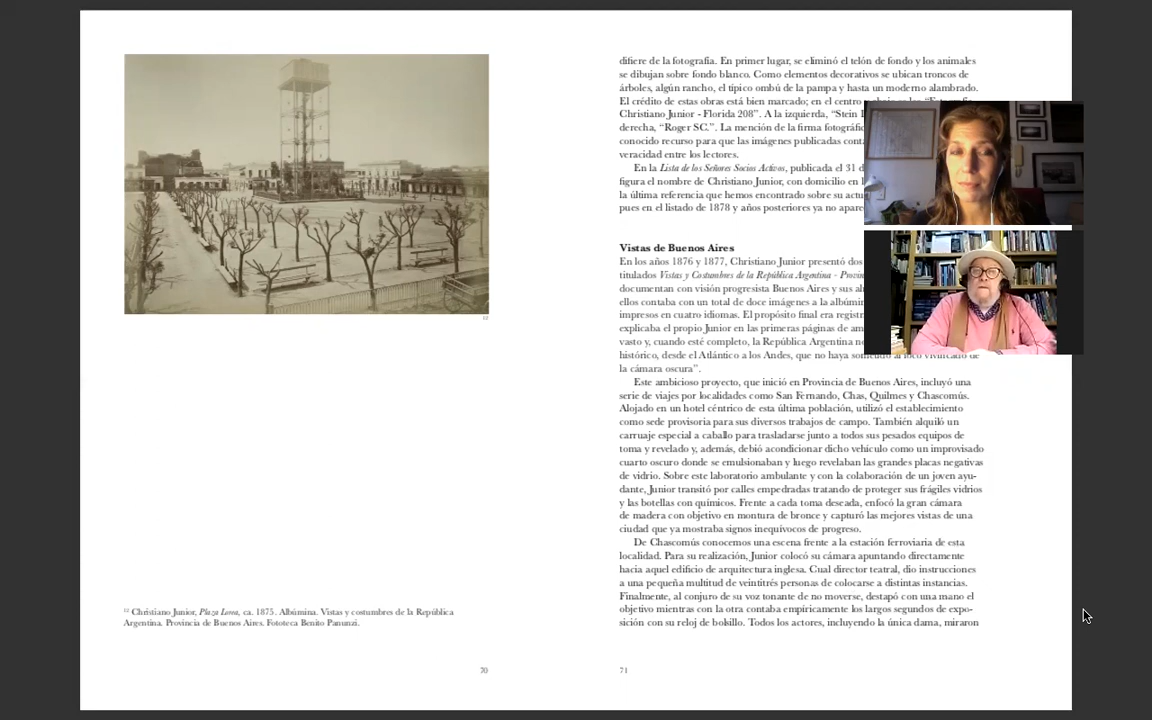 12
12 Christiano Junior, Plaza Lorea, ca. 1875. Albúmina. Vistas y costumbres de la República
Argentina. Provincia de Buenos Aires. Fototeca Benito Panunzi.
70
difiere de la fotografía. En primer lugar, se eliminó el telón de fondo y los animales
se dibujan sobre fondo blanco. Como elementos decorativos se ubican troncos de
árboles, algún rancho, el típico ombú de la pampa y hasta un moderno alambrado.
El crédito de estas obras está bien marcado; en el centro
Christiano Junior - Florida 208”. A la izquierda, “Stein
derecha, “Roger SC.”. La mención de la firma
conocido recurso para que las imágenes publicadas
veracidad entre los lectores.
En la Lista de los Señores Socios Activos, publicada el 31
figura el nombre de Christiano Junior, con domicilio en
la última referencia que hemos encontrado sobre su
pues en el listado de 1878 y años posteriores ya no
Vistas de Buenos Aires
En los años 1876 y 1877, Christiano Junior presentó dos
titulados Vistas y Costumbres de la República Argentina -
documentan con visión progresista Buenos Aires y sus
ellos contaba con un total de doce imágenes a la
impresos en cuatro idiomas. El propósito final era
explicaba el propio Junior en las primeras páginas de
vasto y, cuando esté completo, la República Argentina
histórico, desde el Atlántico a los Andes, que no haya
la cámara oscura”.
Este ambicioso proyecto, que inició en Provincia de Buenos Aires, incluyó una
serie de viajes por localidades como San Fernando, Chas, Quilmes y Chascomús.
Alojado en un hotel céntrico de esta última población, utilizó el establecimiento
como sede provisoria para sus diversos trabajos de campo. También alquiló un
carruaje especial a caballo para trasladarse junto a todos sus pesados equipos de
toma y revelado y, además, debió acondicionar dicho vehículo como un improvisado
cuarto oscuro donde se emulsionaban y luego revelaban las grandes placas negativas
de vidrio. Sobre este laboratorio ambulante y con la colaboración de un joven ayu-
dante, Junior transitó por calles empedradas tratando de proteger sus frágiles vidrios
y las botellas con químicos. Frente a cada toma deseada, enfocó la gran cámara
de madera con objetivo en montura de bronce y capturó las mejores vistas de una
ciudad que ya mostraba signos inequívocos de progreso.
De Chascomús conocemos una escena frente a la estación ferroviaria de esta
localidad. Para su realización, Junior colocó su cámara apuntando directamente
hacia aquel edificio de arquitectura inglesa. Cual director teatral, dio instrucciones
a una pequeña multitud de veintitrés personas de colocarse a distintas instancias.
Finalmente, al conjuro de su voz tonante de no moverse, destapó con una mano el
objetivo mientras con la otra contaba empíricamente los largos segundos de expo-
sición con su reloj de bolsillo. Todos los actores, incluyendo la única dama, miraron
71